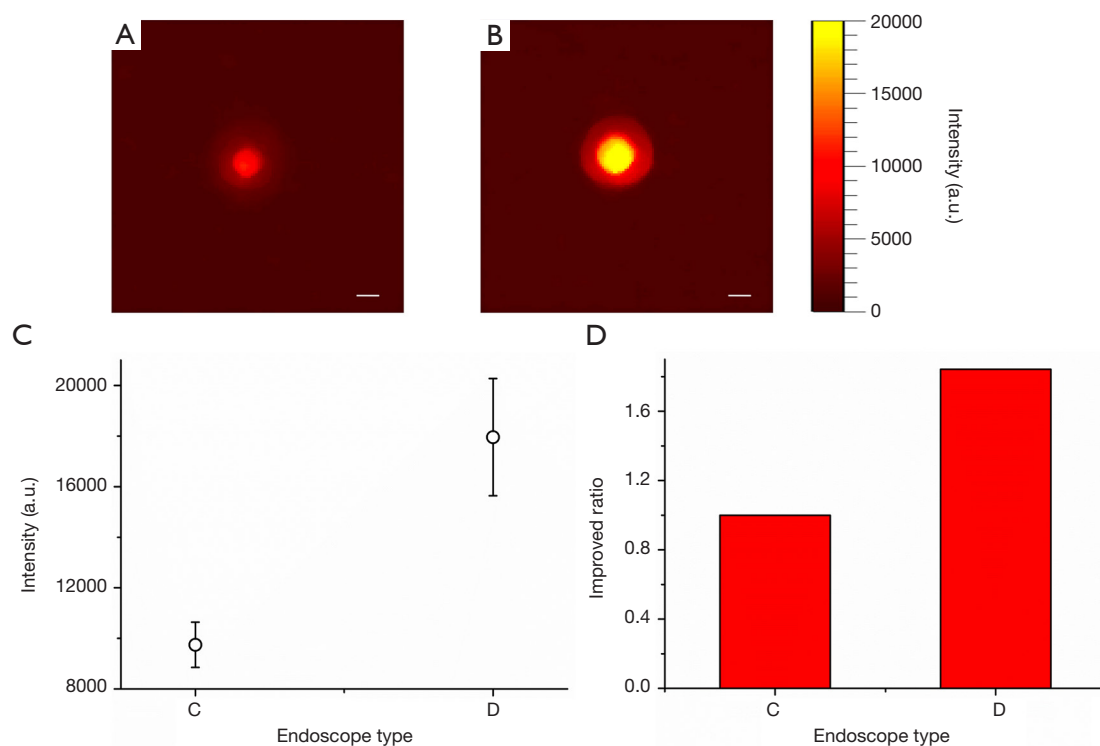 A
B
20000
15000
10000
5000
0
Intensity (a.u.)
C
20000
16000
12000
8000
Intensity (a.u.)
C
D
Endoscope type
D
1.6
1.2
0.8
0.4
0.0
Improved ratio
C
D
Endoscope type